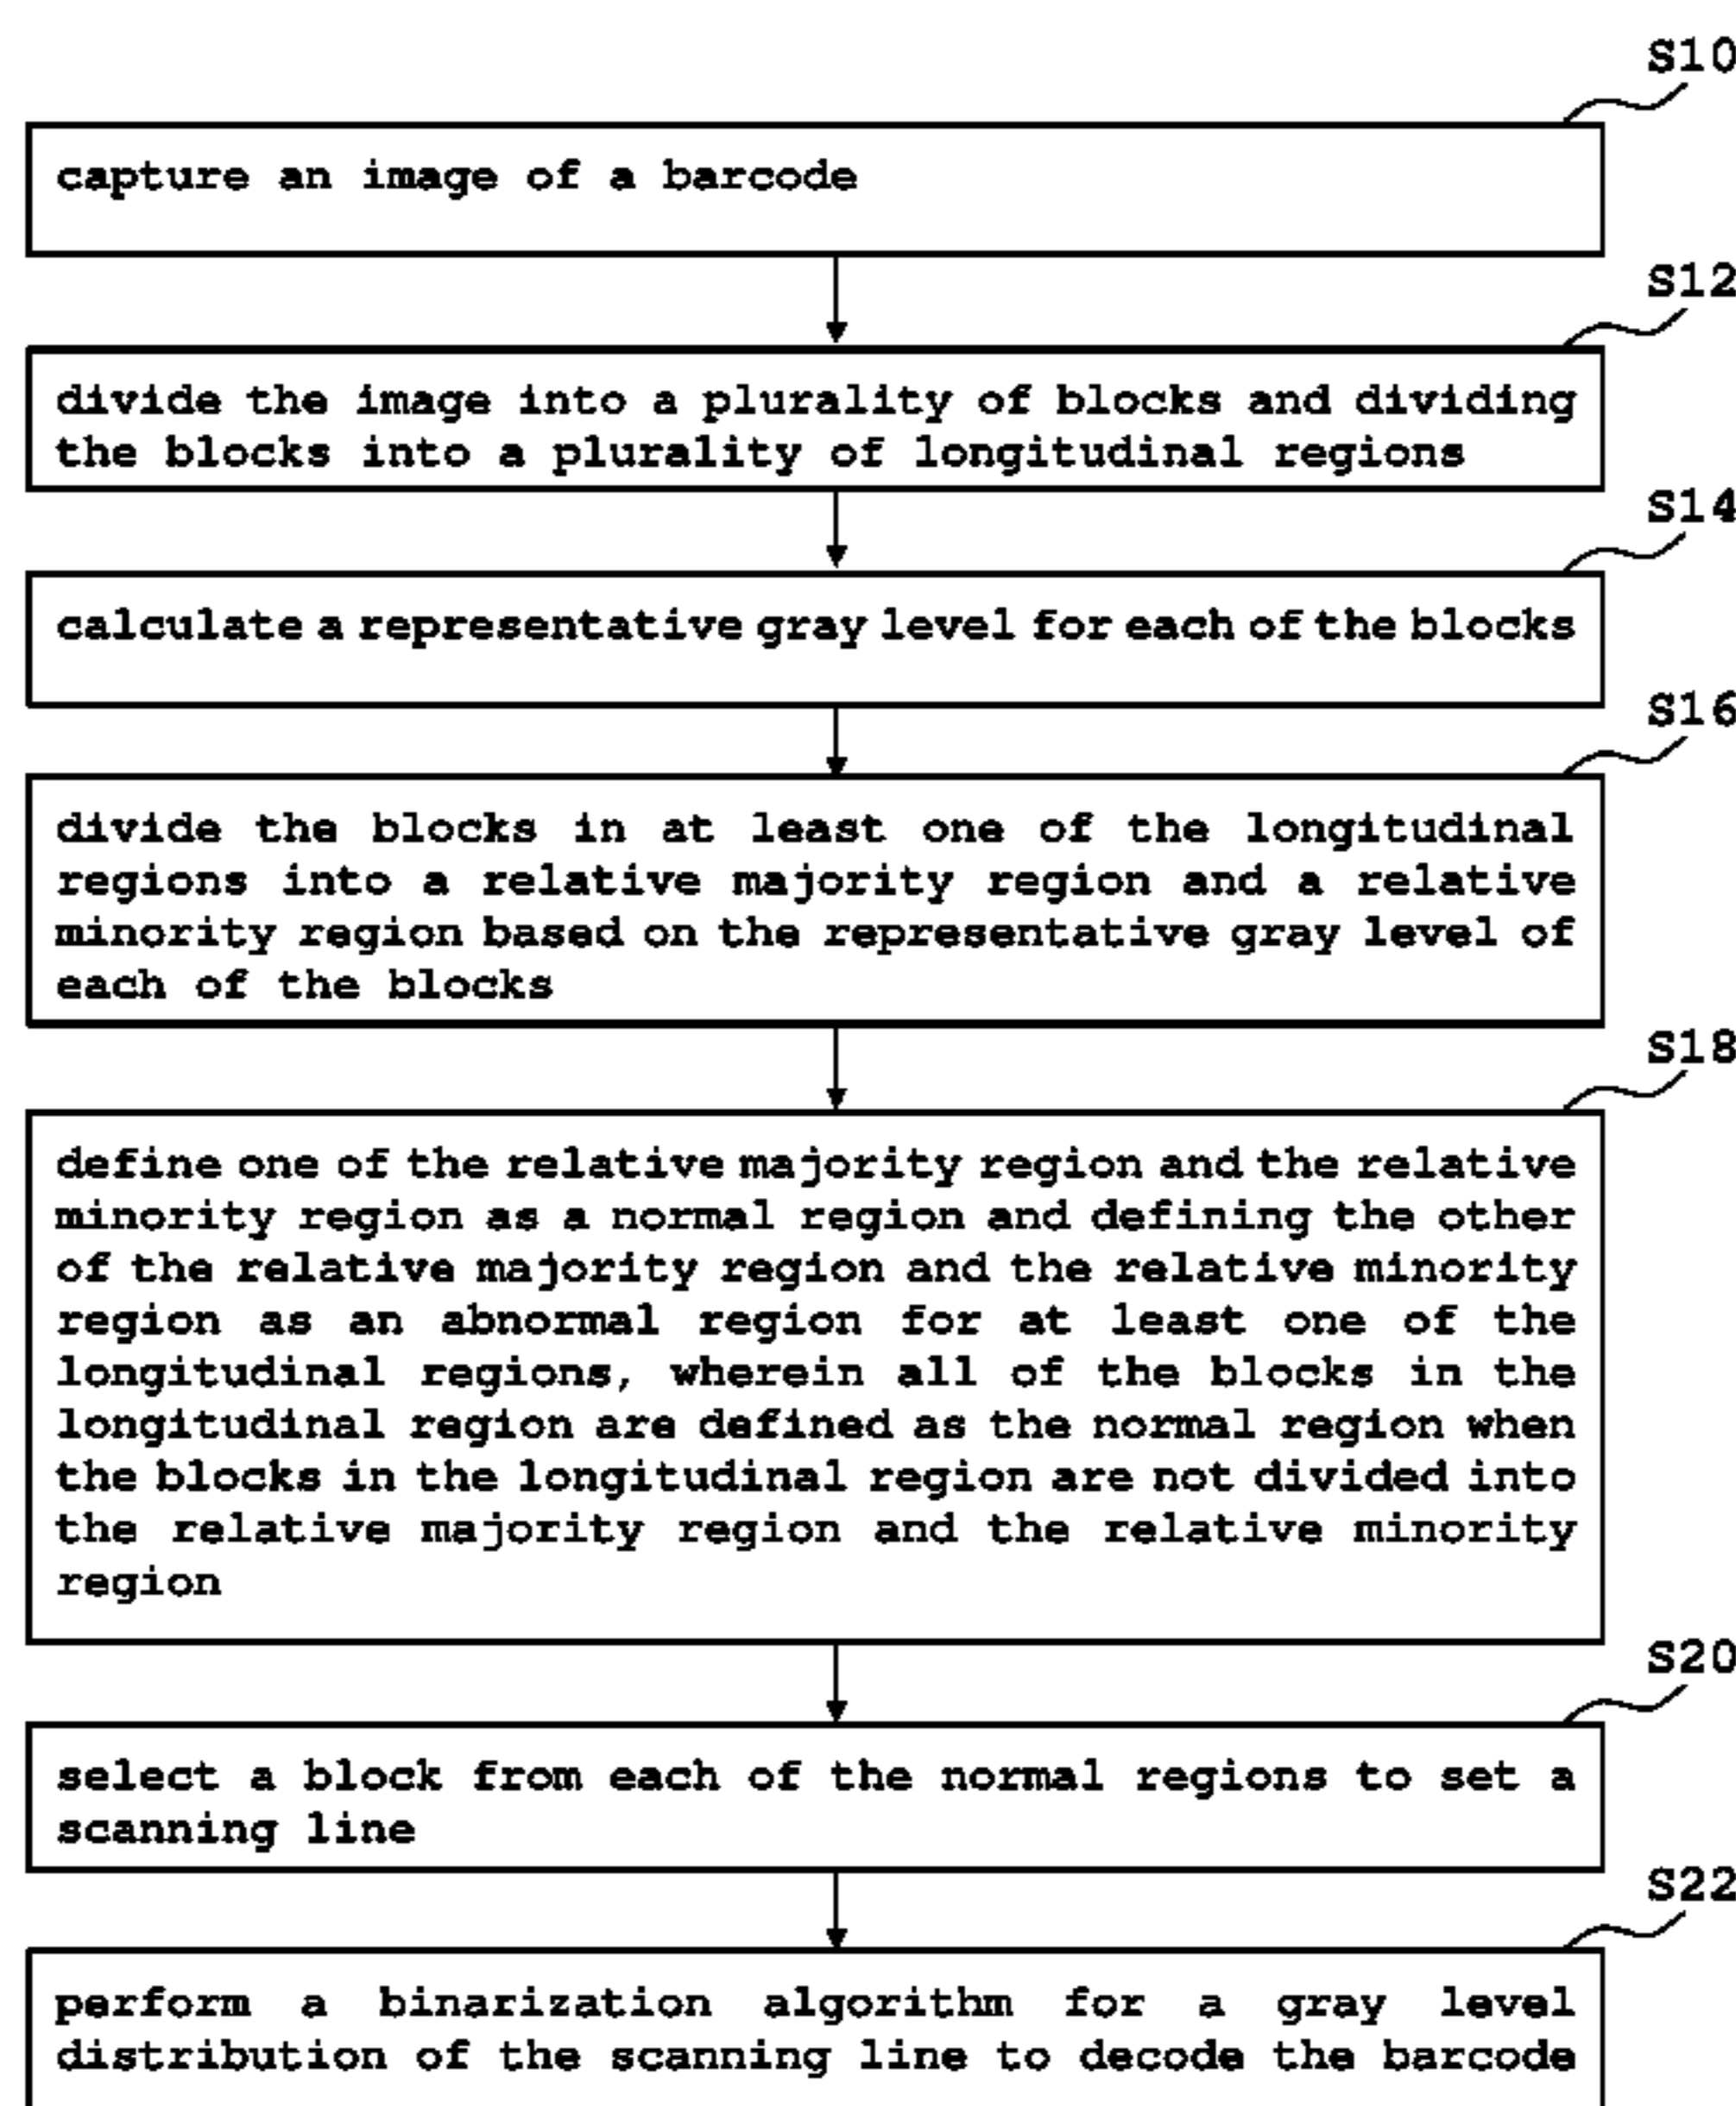 S10
capture an image of a barcode
S12
divide the image into a plurality of blocks and dividing
the blocks into a plurality of longitudinal regions
S14
calculate a representative gray level for each of the blocks
S16
divide the blocks in at least one of the longitudinal
regions into a relative majority region and a relative
minority region based on the representative gray level of
each of the blocks
S18
define one of the relative majority region and the relative
minority region as a normal region and defining the other
of the relative majority region and the relative minority
region as an abnormal region for at least one of the
longitudinal regions, wherein all of the blocks in the
longitudinal region are defined as the normal region when
the blocks in the longitudinal region are not divided into
the relative majority region and the relative minority
region
S20
select a block from each of the normal regions to set a
scanning line
S22
perform a binarization algorithm for a gray level
distribution of the scanning line to decode the barcode